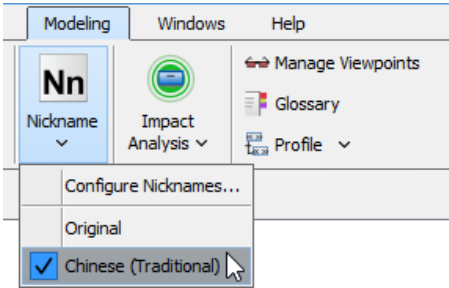 Modeling Windows Help
Nn
Nickname
Impact
Analysis
Manage Viewpoints
Glossary
Profile
Configure Nicknames...
Original
Chinese (Traditional)